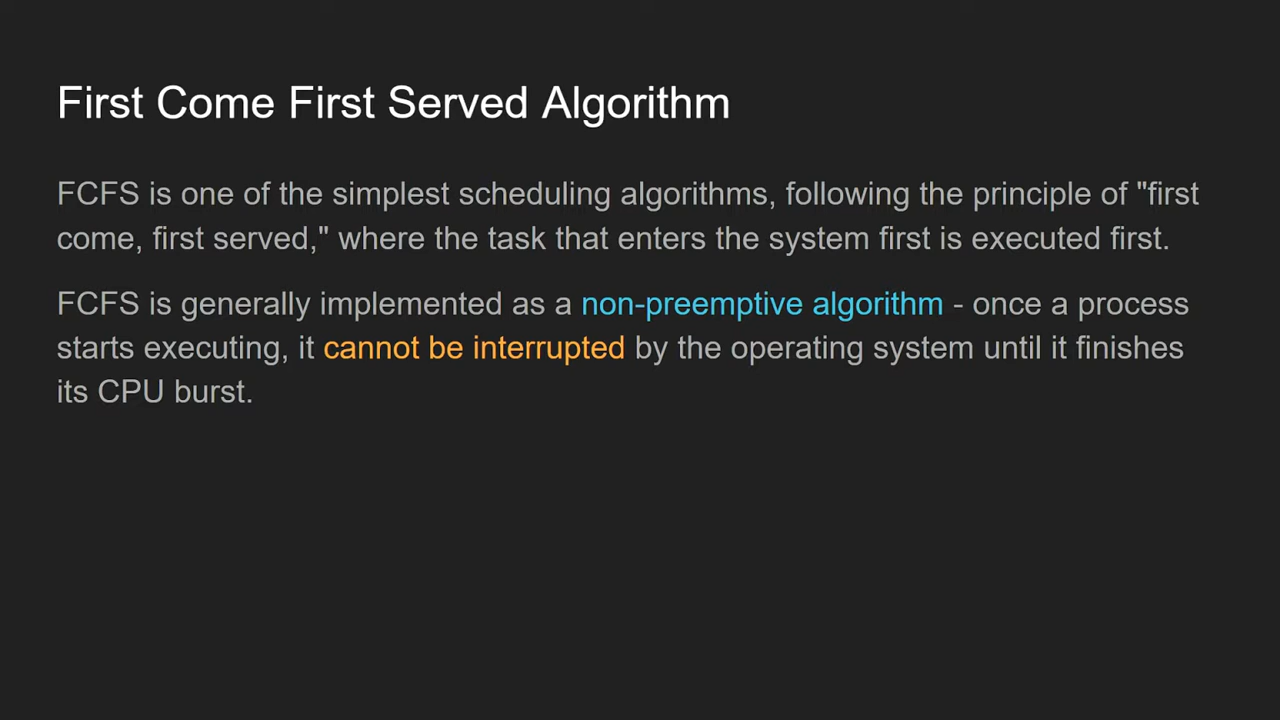 First Come First Served Algorithm
FCFS is one of the simplest scheduling algorithms, following the principle of "first
come, first served," where the task that enters the system first is executed first.
FCFS is generally implemented as a non-preemptive algorithm - once a process
starts executing, it cannot be interrupted by the operating system until it finishes
its CPU burst.